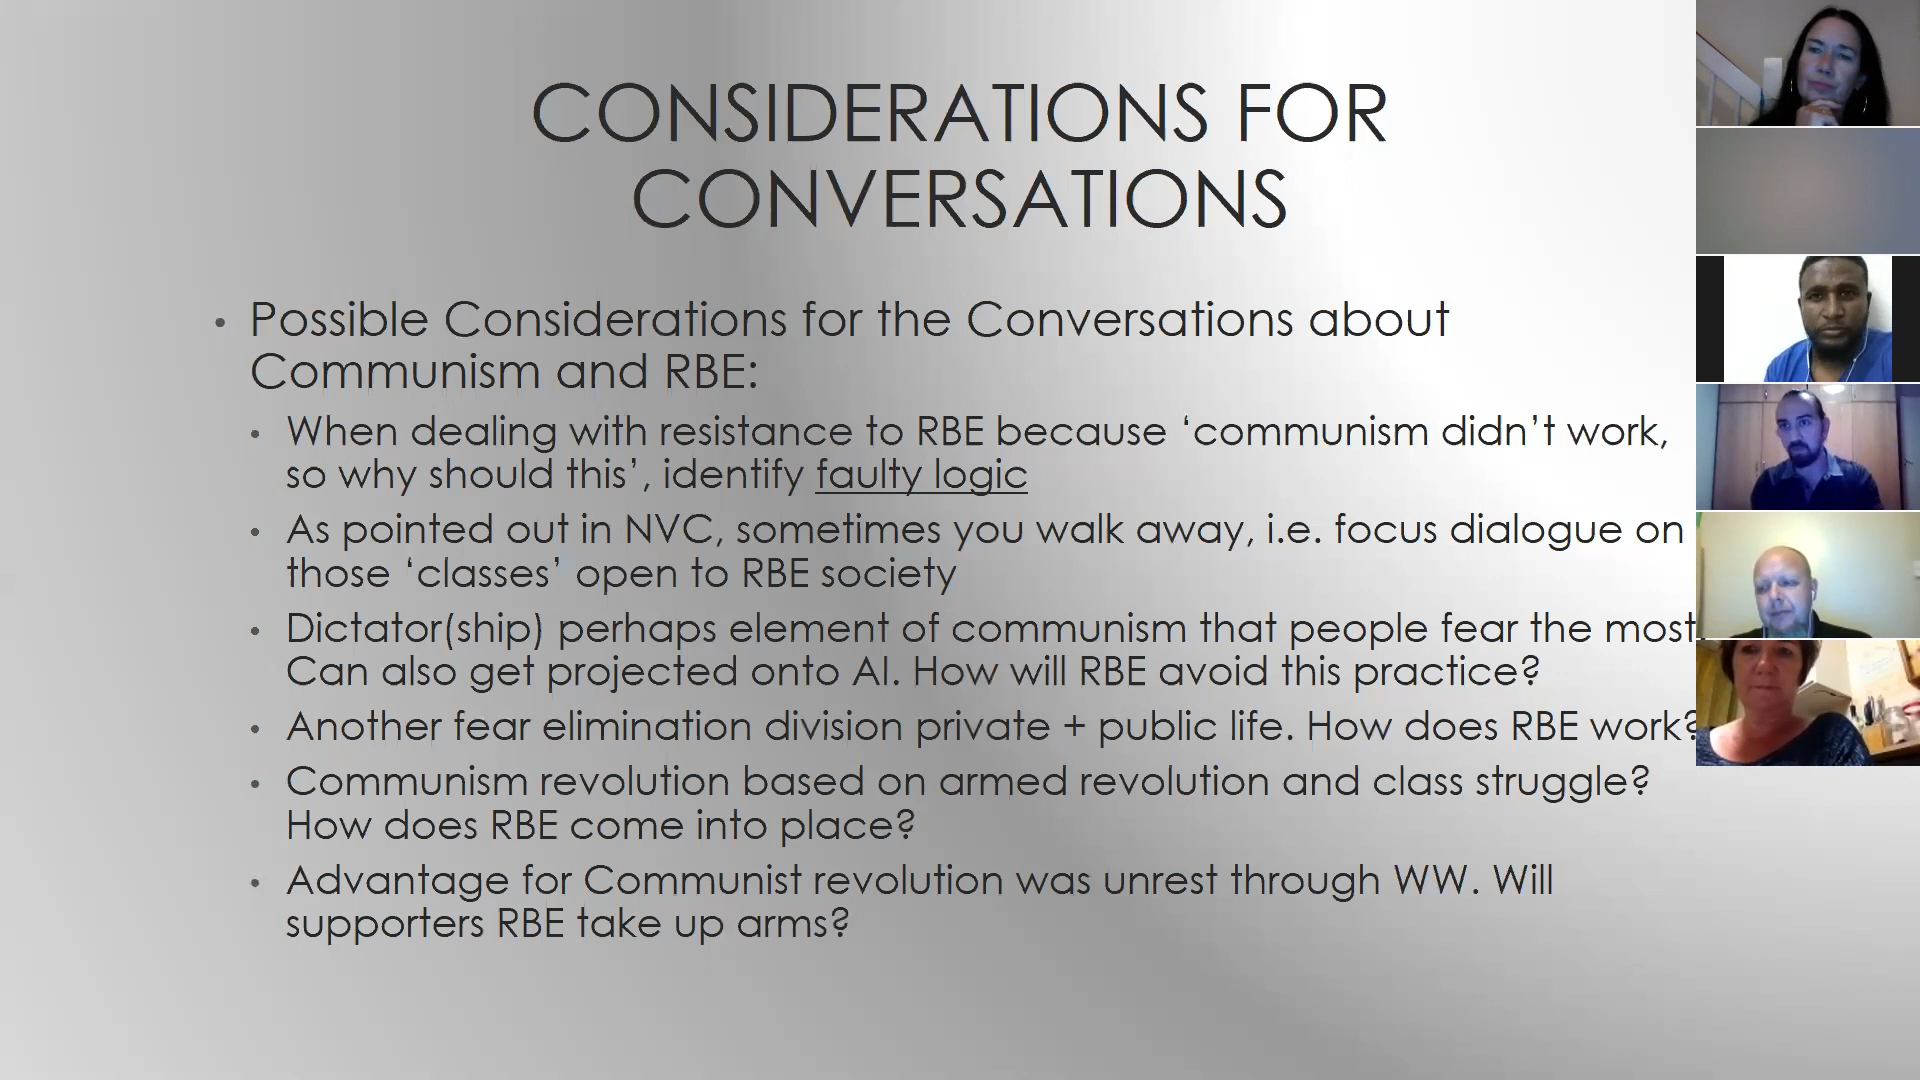 CONSIDERATIONS FOR
CONVERSATIONS
• Possible Considerations for the Conversations about
Communism and RBE:
• When dealing with resistance to RBE because ‘communism didn’t work,
so why should this’, identify faulty logic
• As pointed out in NVC, sometimes you walk away, i.e. focus dialogue on
those ‘classes’ open to RBE society
• Dictator(ship) perhaps element of communism that people fear the most.
Can also get projected onto AI. How will RBE avoid this practice?
• Another fear elimination division private + public life. How does RBE work?
• Communism revolution based on armed revolution and class struggle?
How does RBE come into place?
• Advantage for Communist revolution was unrest through WW. Will
supporters RBE take up arms?